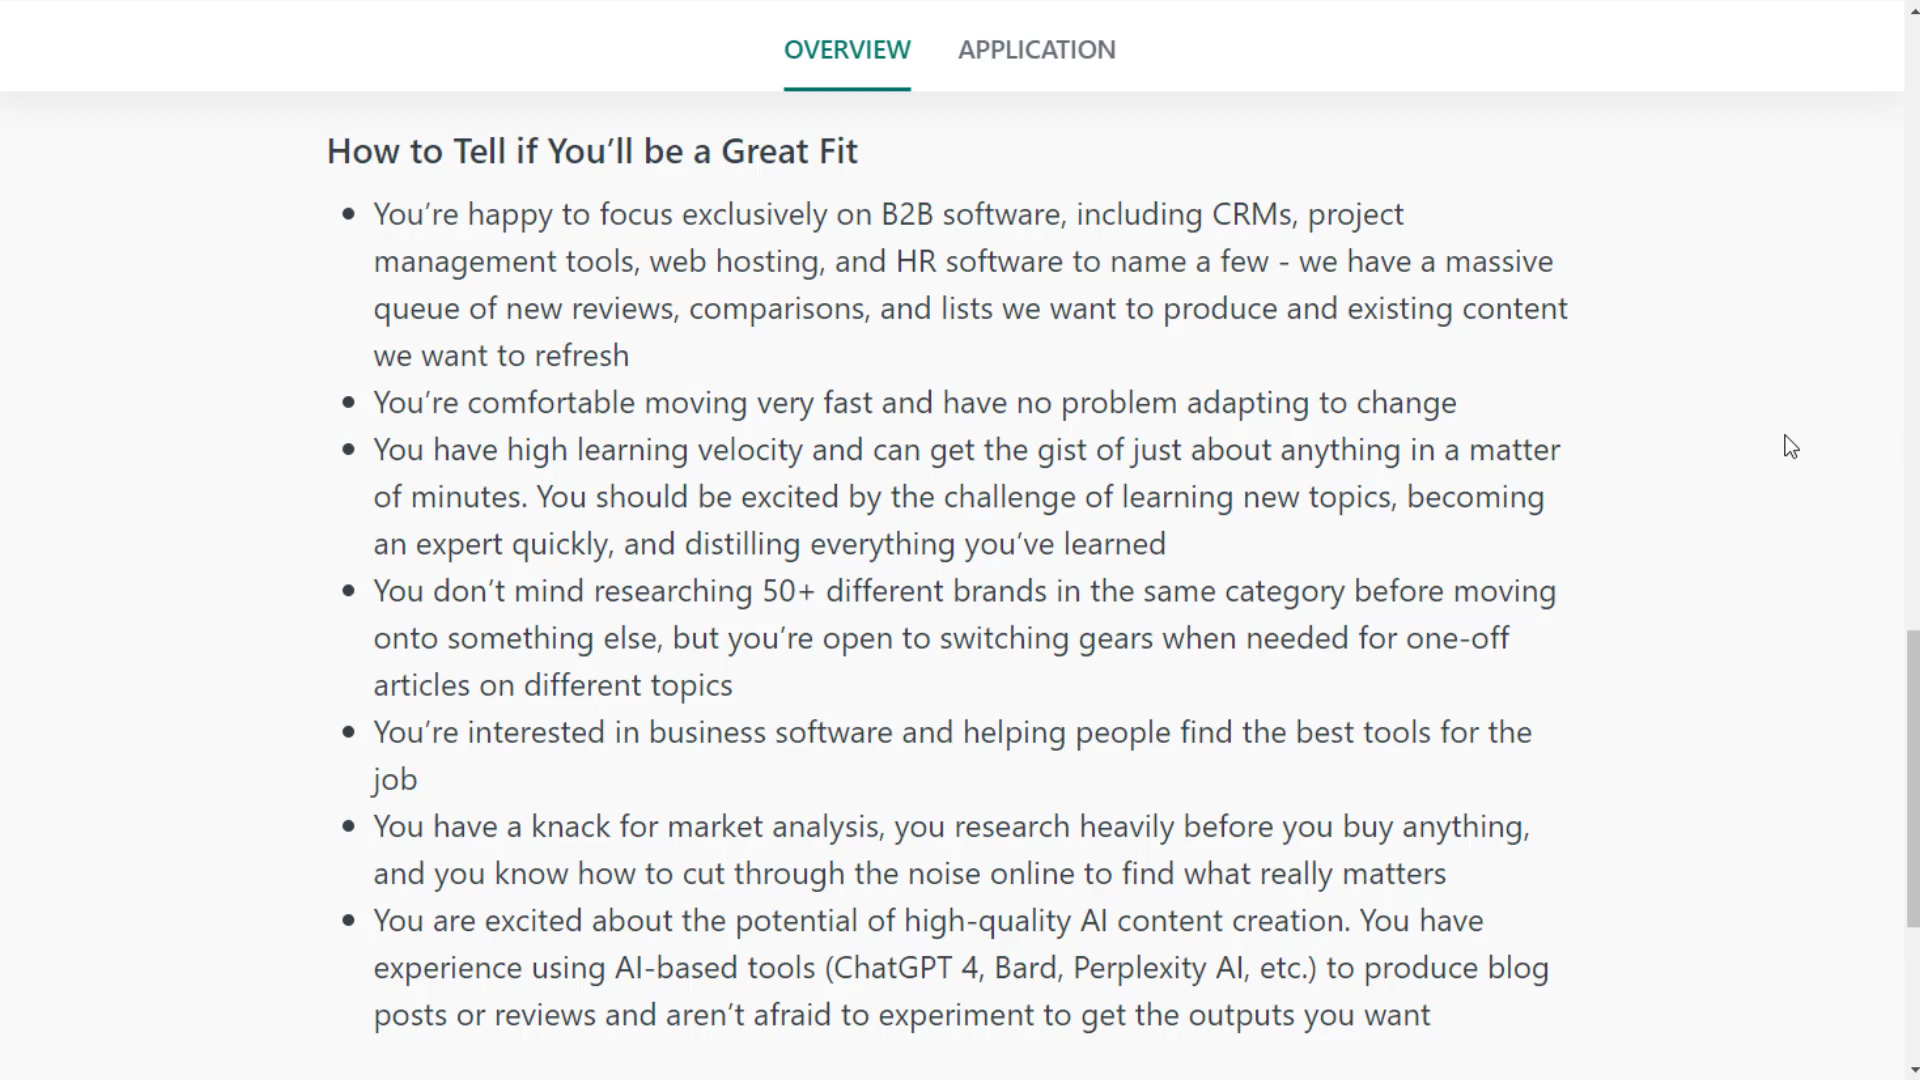 OVERVIEW APPLICATION
How to Tell if You’ll be a Great Fit
• You’re happy to focus exclusively on B2B software, including CRMs, project
management tools, web hosting, and HR software to name a few - we have a massive
queue of new reviews, comparisons, and lists we want to produce and existing content
we want to refresh
• You’re comfortable moving very fast and have no problem adapting to change
• You have high learning velocity and can get the gist of just about anything in a matter
of minutes. You should be excited by the challenge of learning new topics, becoming
an expert quickly, and distilling everything you’ve learned
• You don’t mind researching 50+ different brands in the same category before moving
onto something else, but you’re open to switching gears when needed for one-off
articles on different topics
• You’re interested in business software and helping people find the best tools for the
job
• You have a knack for market analysis, you research heavily before you buy anything,
and you know how to cut through the noise online to find what really matters
• You are excited about the potential of high-quality AI content creation. You have
experience using AI-based tools (ChatGPT 4, Bard, Perplexity AI, etc.) to produce blog
posts or reviews and aren’t afraid to experiment to get the outputs you want